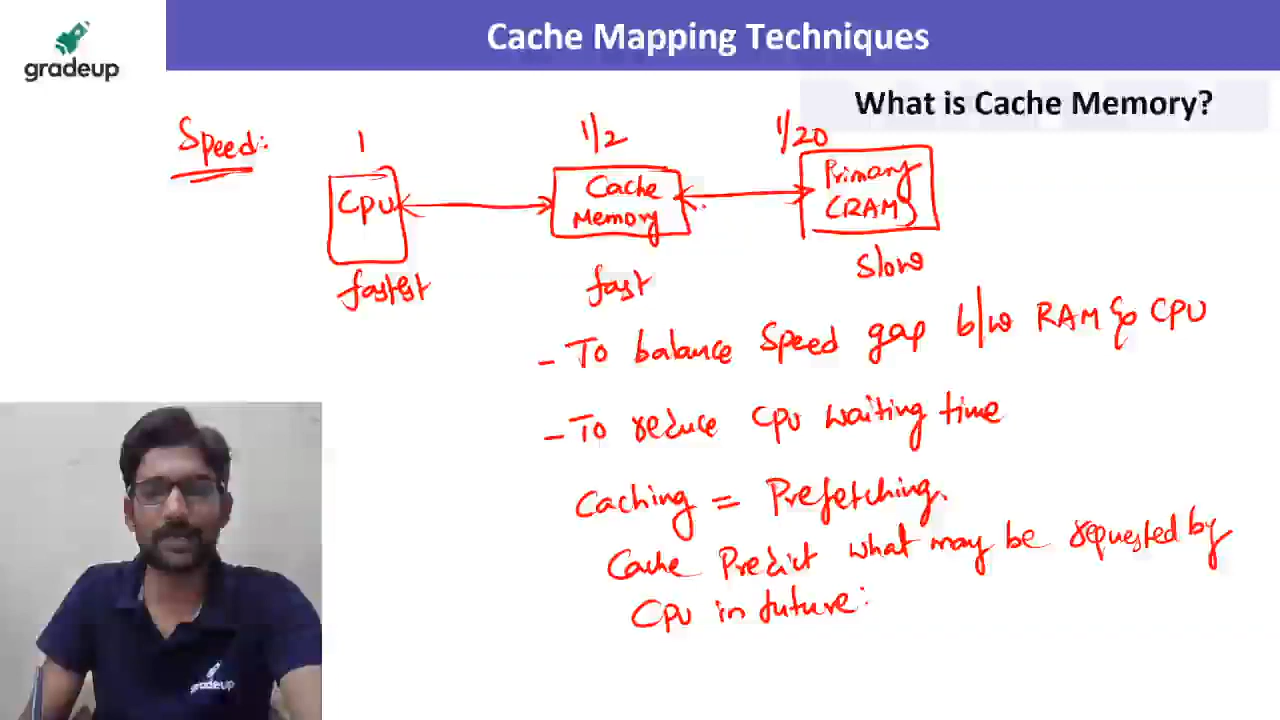 gradeup
Cache Mapping Techniques
What is Cache Memory?
Speed:
1
1/2
1/20
CPU
Cache
Memory
Primary
(RAM)
fastest
fast
slow
- To balance speed gap b/w RAM & CPU
- To reduce CPU waiting time
Caching = Prefetching.
Cache Predict what may be requested by
CPU in future:
gradeup